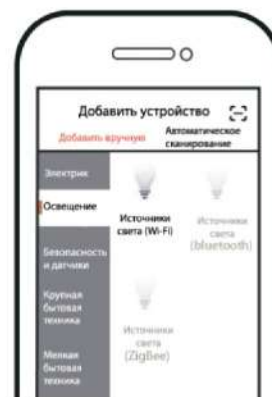 Добавить устройство
Добавить вручную
Автоматическое
сканирование
Электрик
Освещение
Безопасность
и датчики
Крупная
бытовая
техника
Мелкая
бытовая
техника
Источники
света (Wi-Fi)
Источники
света
(bluetooth)
Источники
света
(ZigBee)